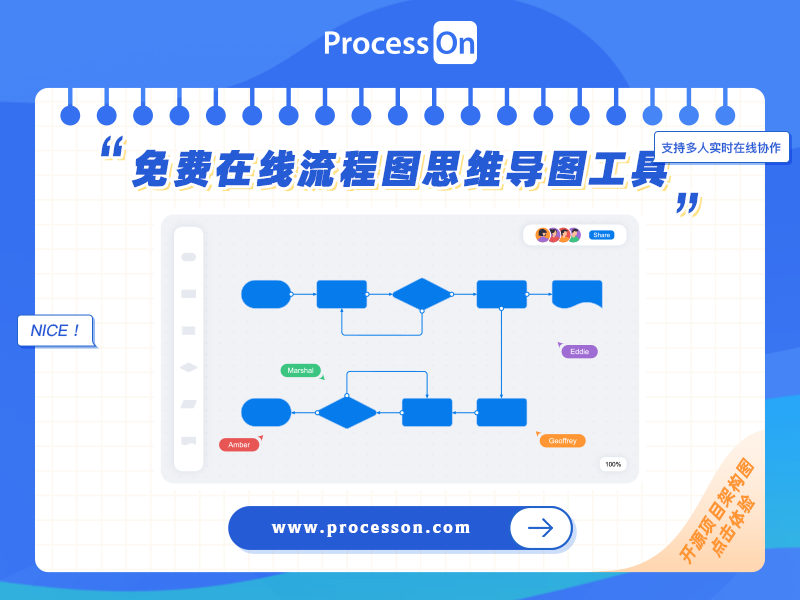 ProcessOn
“免费在线流程图思维导图工具”
支持多人实时在线协作
Share
NICE！
Eddie
Marshal
Amber
Geoffrey
100%
开源项目架构图
点击体验
www.processon.com